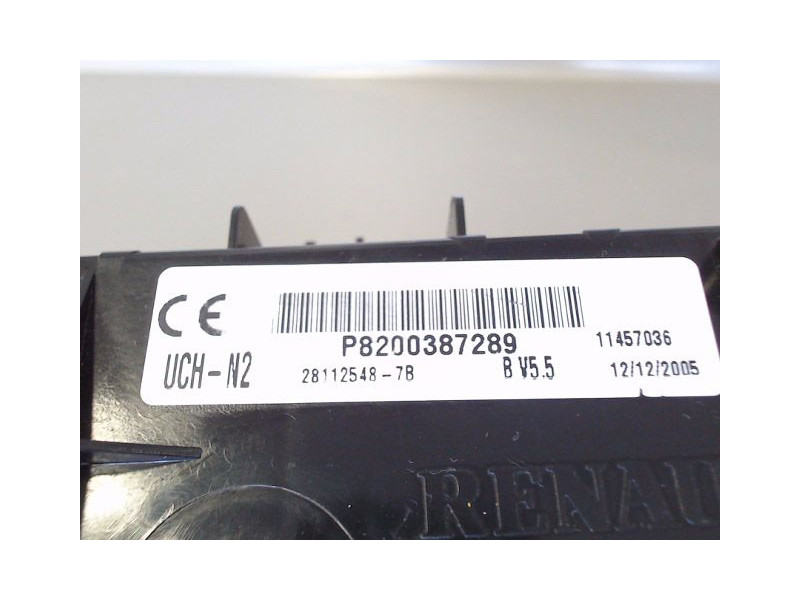 CE
P8200387289
11457036
UCH-N2
28112548-7B
B V5.5
12/12/2005
RENAU